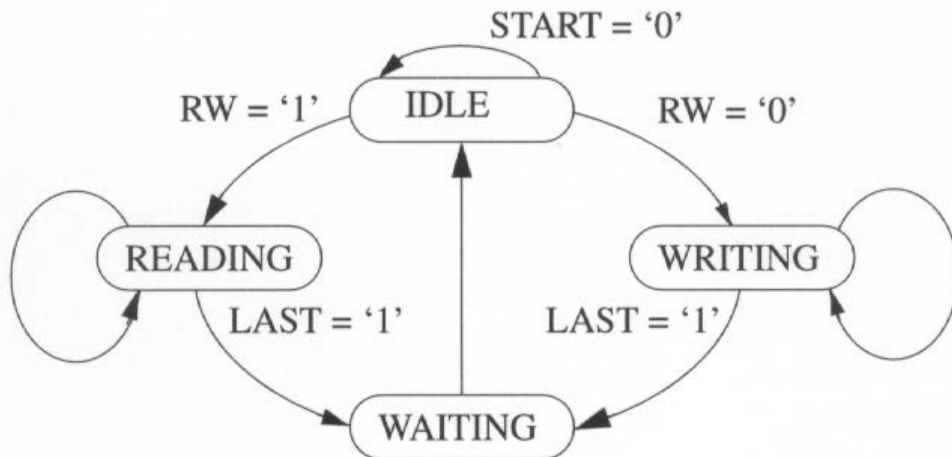 START = ‘0’
RW = ‘1’
IDLE
RW = ‘0’
READING
WRITING
LAST = ‘1’
LAST = ‘1’
WAITING